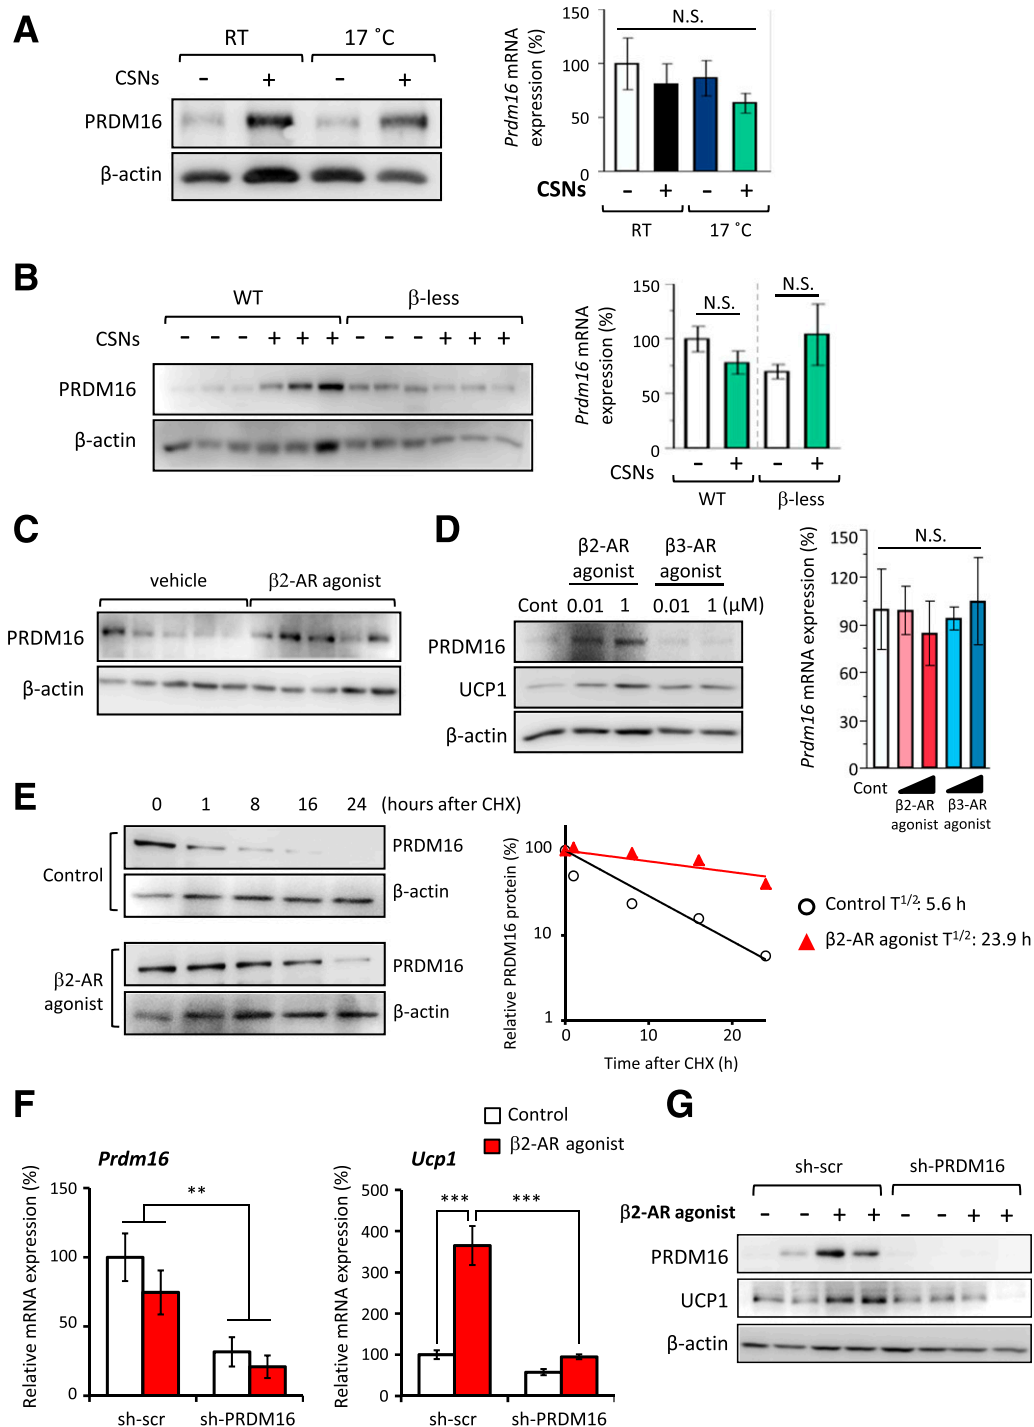 A
RT 17 ˚C
CSNs - + - +
PRDM16
β-actin
Prdm16 mRNA
expression (%)
150
100
50
0
N.S.
CSNs - + - +
RT 17 ˚C
B
WT β-less
CSNs - - - + + + - - - + + +
PRDM16
β-actin
Prdm16 mRNA
expression (%)
150
100
50
0
N.S. N.S.
CSNs - + - +
WT β-less
C
vehicle β2-AR agonist
PRDM16
β-actin
D
β2-AR agonist
β3-AR agonist
Cont 0.01 1 0.01 1 (μM)
PRDM16
UCP1
β-actin
Prdm16 mRNA expression (%)
150
120
90
60
30
0
N.S.
Cont
β2-AR agonist
β3-AR agonist
E
0 1 8 16 24 (hours after CHX)
Control
PRDM16
β-actin
β2-AR agonist
PRDM16
β-actin
Relative PRDM16 protein (%)
100
10
1
0 10 20
Time after CHX (h)
Control T1/2: 5.6 h
β2-AR agonist T1/2: 23.9 h
F
Control
β2-AR agonist
Prdm16
Relative mRNA expression (%)
150
100
50
0
**
sh-scr sh-PRDM16
Ucp1
Relative mRNA expression (%)
500
400
300
200
100
0
*** ***
sh-scr sh-PRDM16
G
sh-scr sh-PRDM16
β2-AR agonist - - + + - - + +
PRDM16
UCP1
β-actin